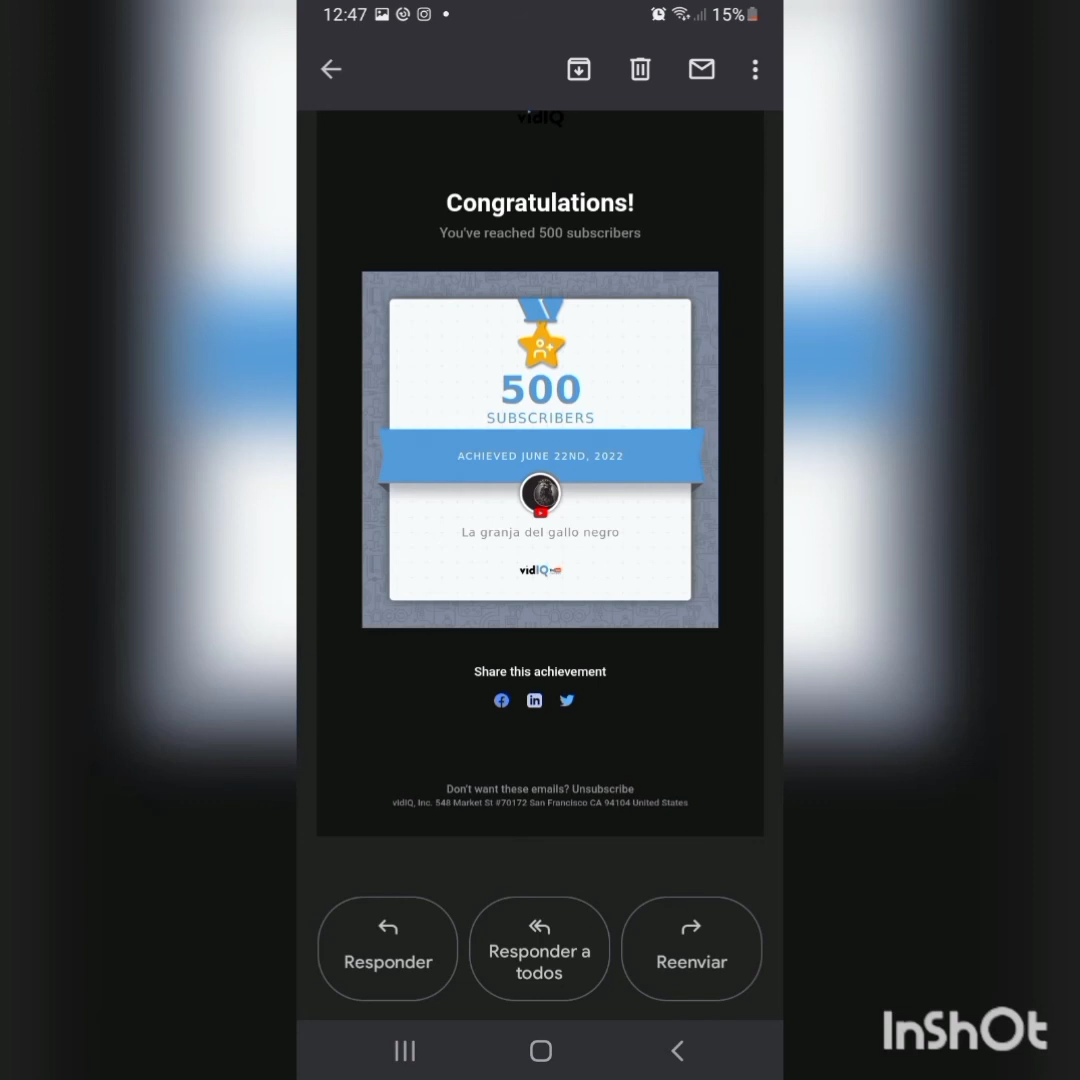 12:47
15%
vidIQ
Congratulations!
You've reached 500 subscribers
500
SUBSCRIBERS
ACHIEVED JUNE 22ND, 2022
La granja del gallo negro
vidIQ
Share this achievement
Don't want these emails? Unsubscribe
vidIQ, Inc. 548 Market St #70172 San Francisco CA 94104 United States
Responder
Responder a
todos
Reenviar
InShOt